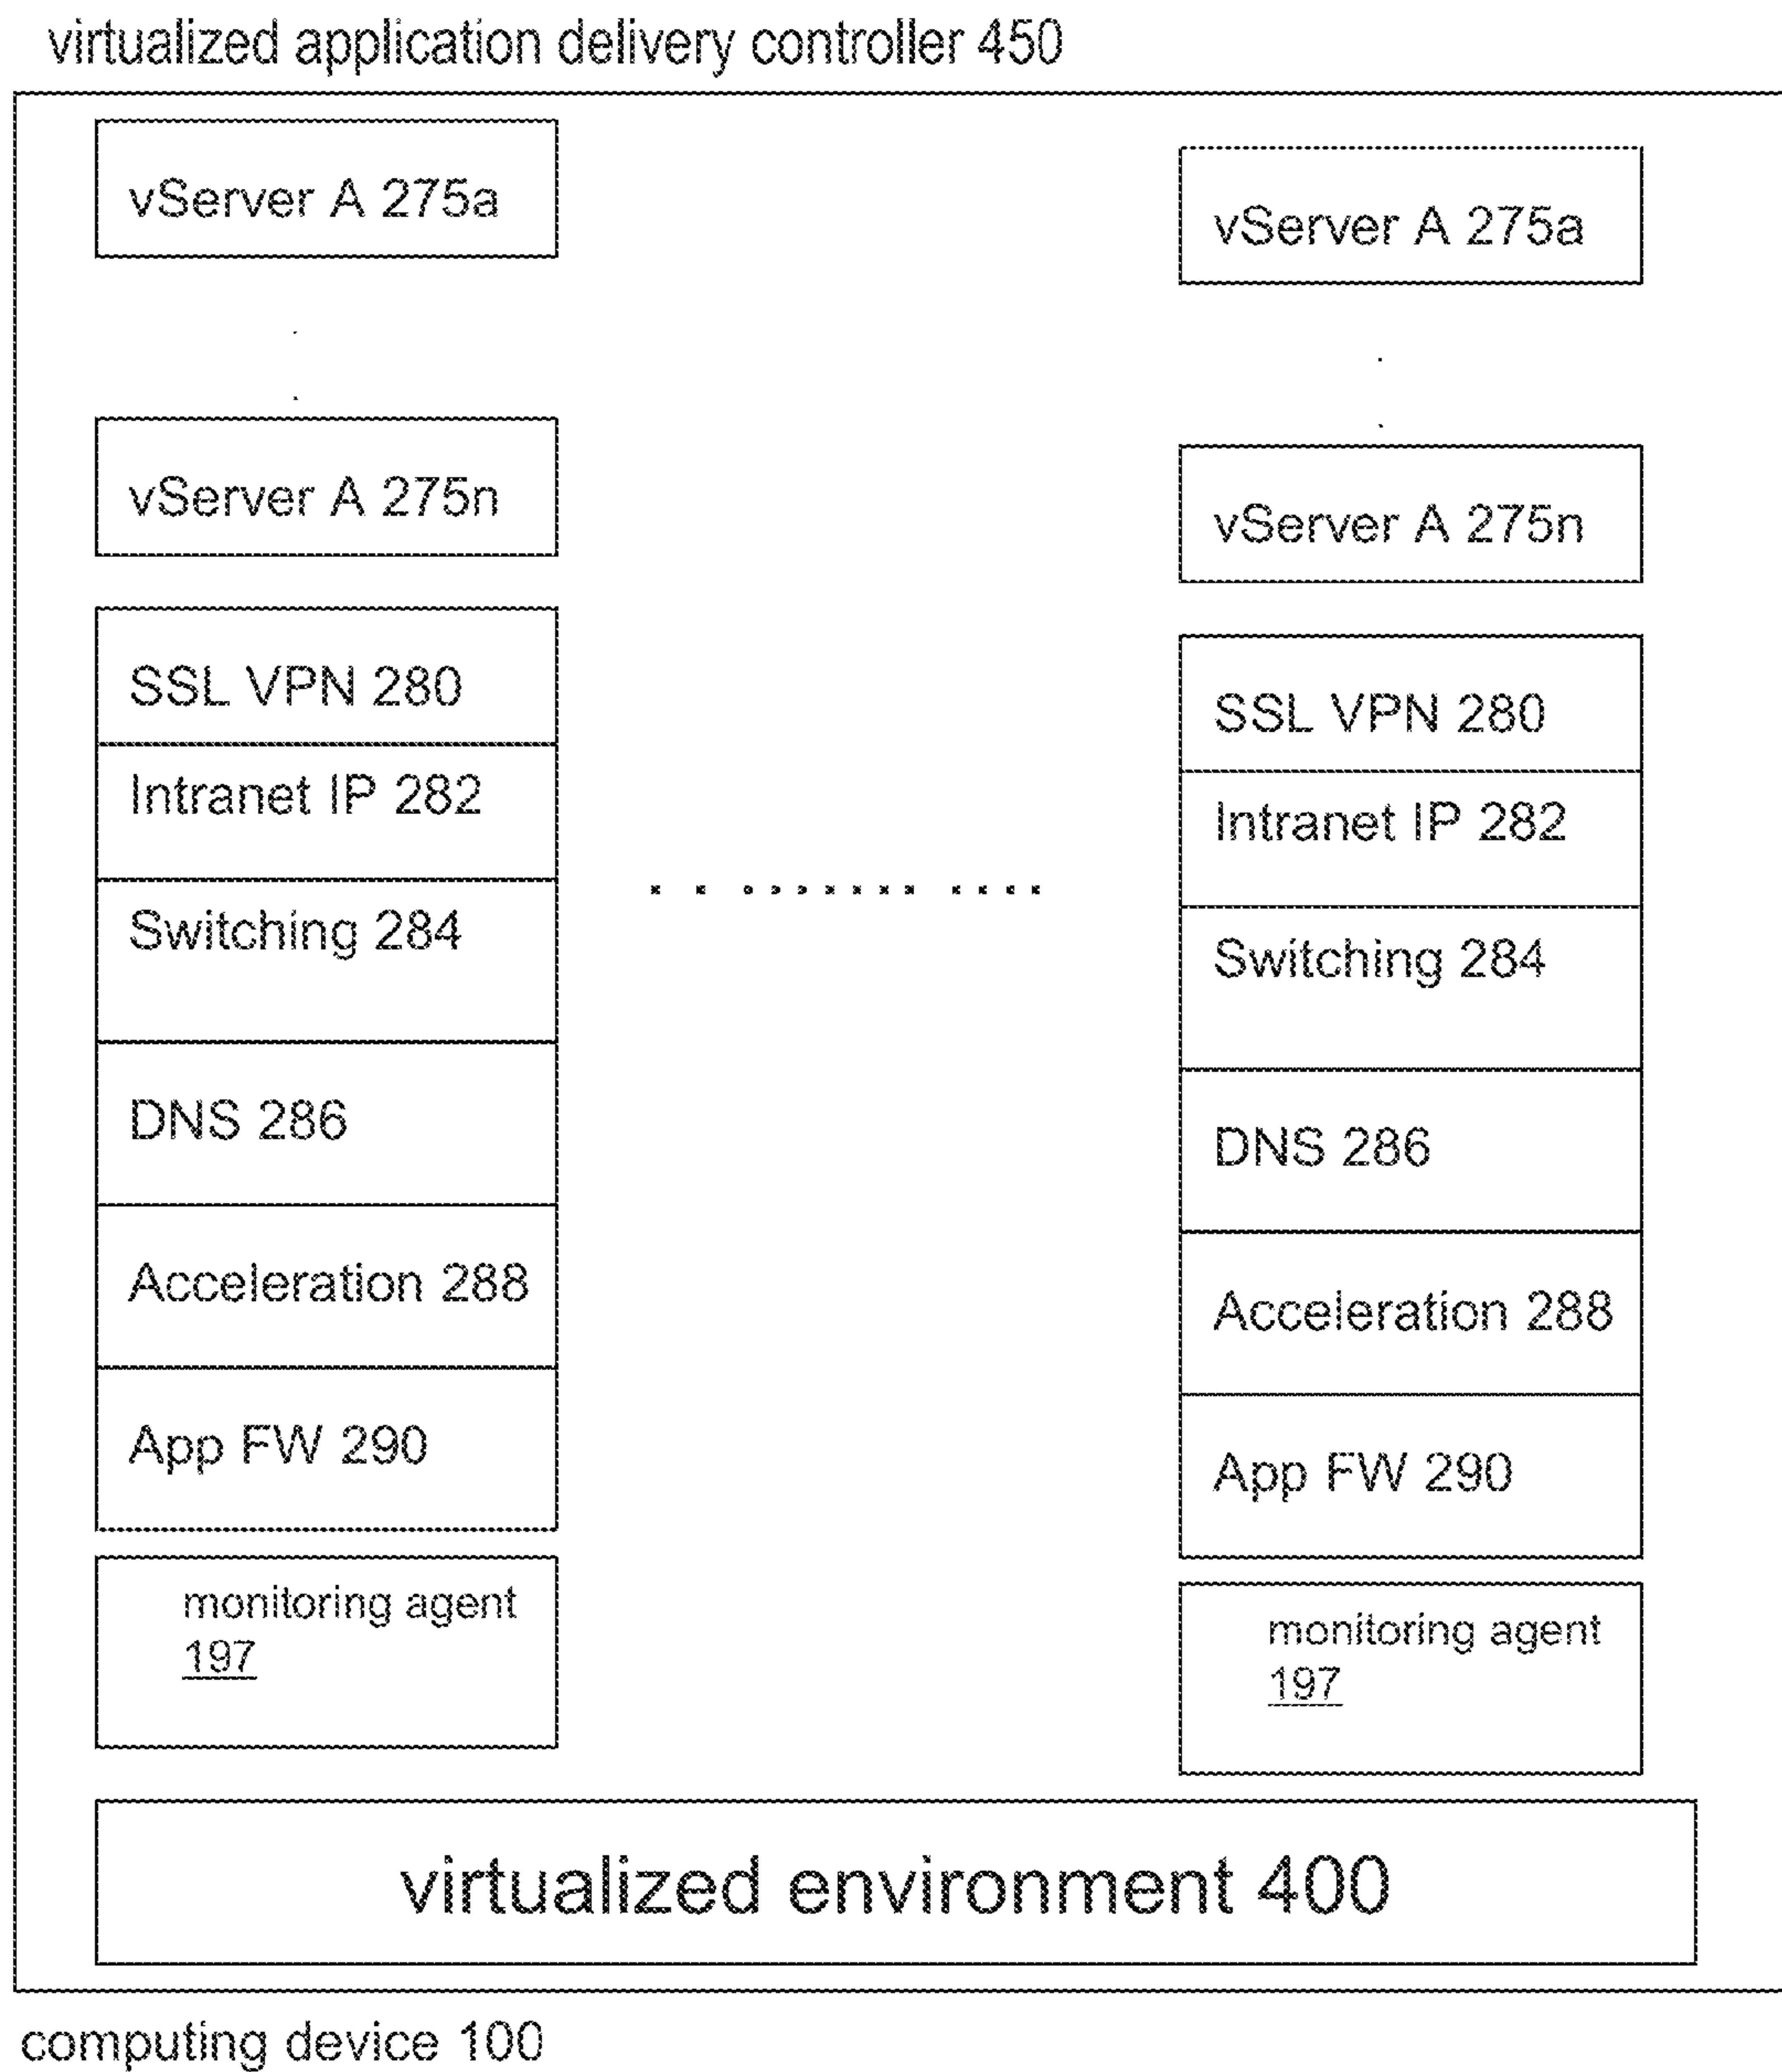 virtualized application delivery controller 450
vServer A 275a
vServer A 275n
SSL VPN 280
Intranet IP 282
Switching 284
DNS 286
Acceleration 288
App FW 290
monitoring agent
197
vServer A 275a
vServer A 275n
SSL VPN 280
Intranet IP 282
Switching 284
DNS 286
Acceleration 288
App FW 290
monitoring agent
197
virtualized environment 400
computing device 100